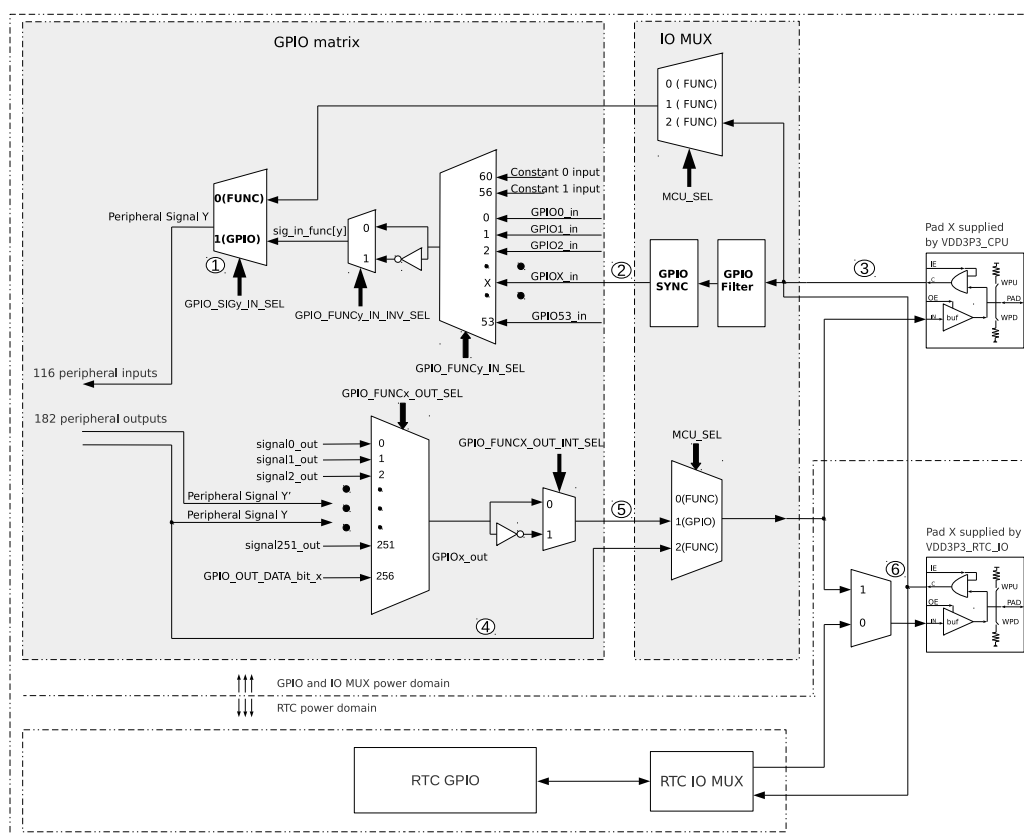 GPIO matrix
IO MUX
0 ( FUNC)
1 ( FUNC)
2 ( FUNC)
MCU_SEL
0(FUNC)
1(GPIO)
①
Peripheral Signal Y
GPIO_SIGy_IN_SEL
sig_in_func[y]
0
1
GPIO_FUNCy_IN_INV_SEL
60
56
0
1
2
X
53
GPIO_FUNCy_IN_SEL
Constant 0 input
Constant 1 input
GPIO0_in
GPIO1_in
GPIO2_in
GPIOX_in
②
GPIO53_in
GPIO
SYNC
GPIO
Filter
③
Pad X supplied
by VDD3P3_CPU
IE
C
OE
IN
buf
WPU
WPD
PAD
116 peripheral inputs
182 peripheral outputs
GPIO_FUNCx_OUT_SEL
signal0_out
signal1_out
signal2_out
Peripheral Signal Y'
Peripheral Signal Y
signal251_out
GPIO_OUT_DATA_bit_x
0
1
2
251
256
GPIOx_out
GPIO_FUNCX_OUT_INT_SEL
0
1
⑤
④
MCU_SEL
0(FUNC)
1(GPIO)
2(FUNC)
1
0
⑥
Pad X supplied by
VDD3P3_RTC_IO
IE
C
OE
IN
buf
WPU
WPD
PAD
GPIO and IO MUX power domain
RTC power domain
RTC GPIO
RTC IO MUX